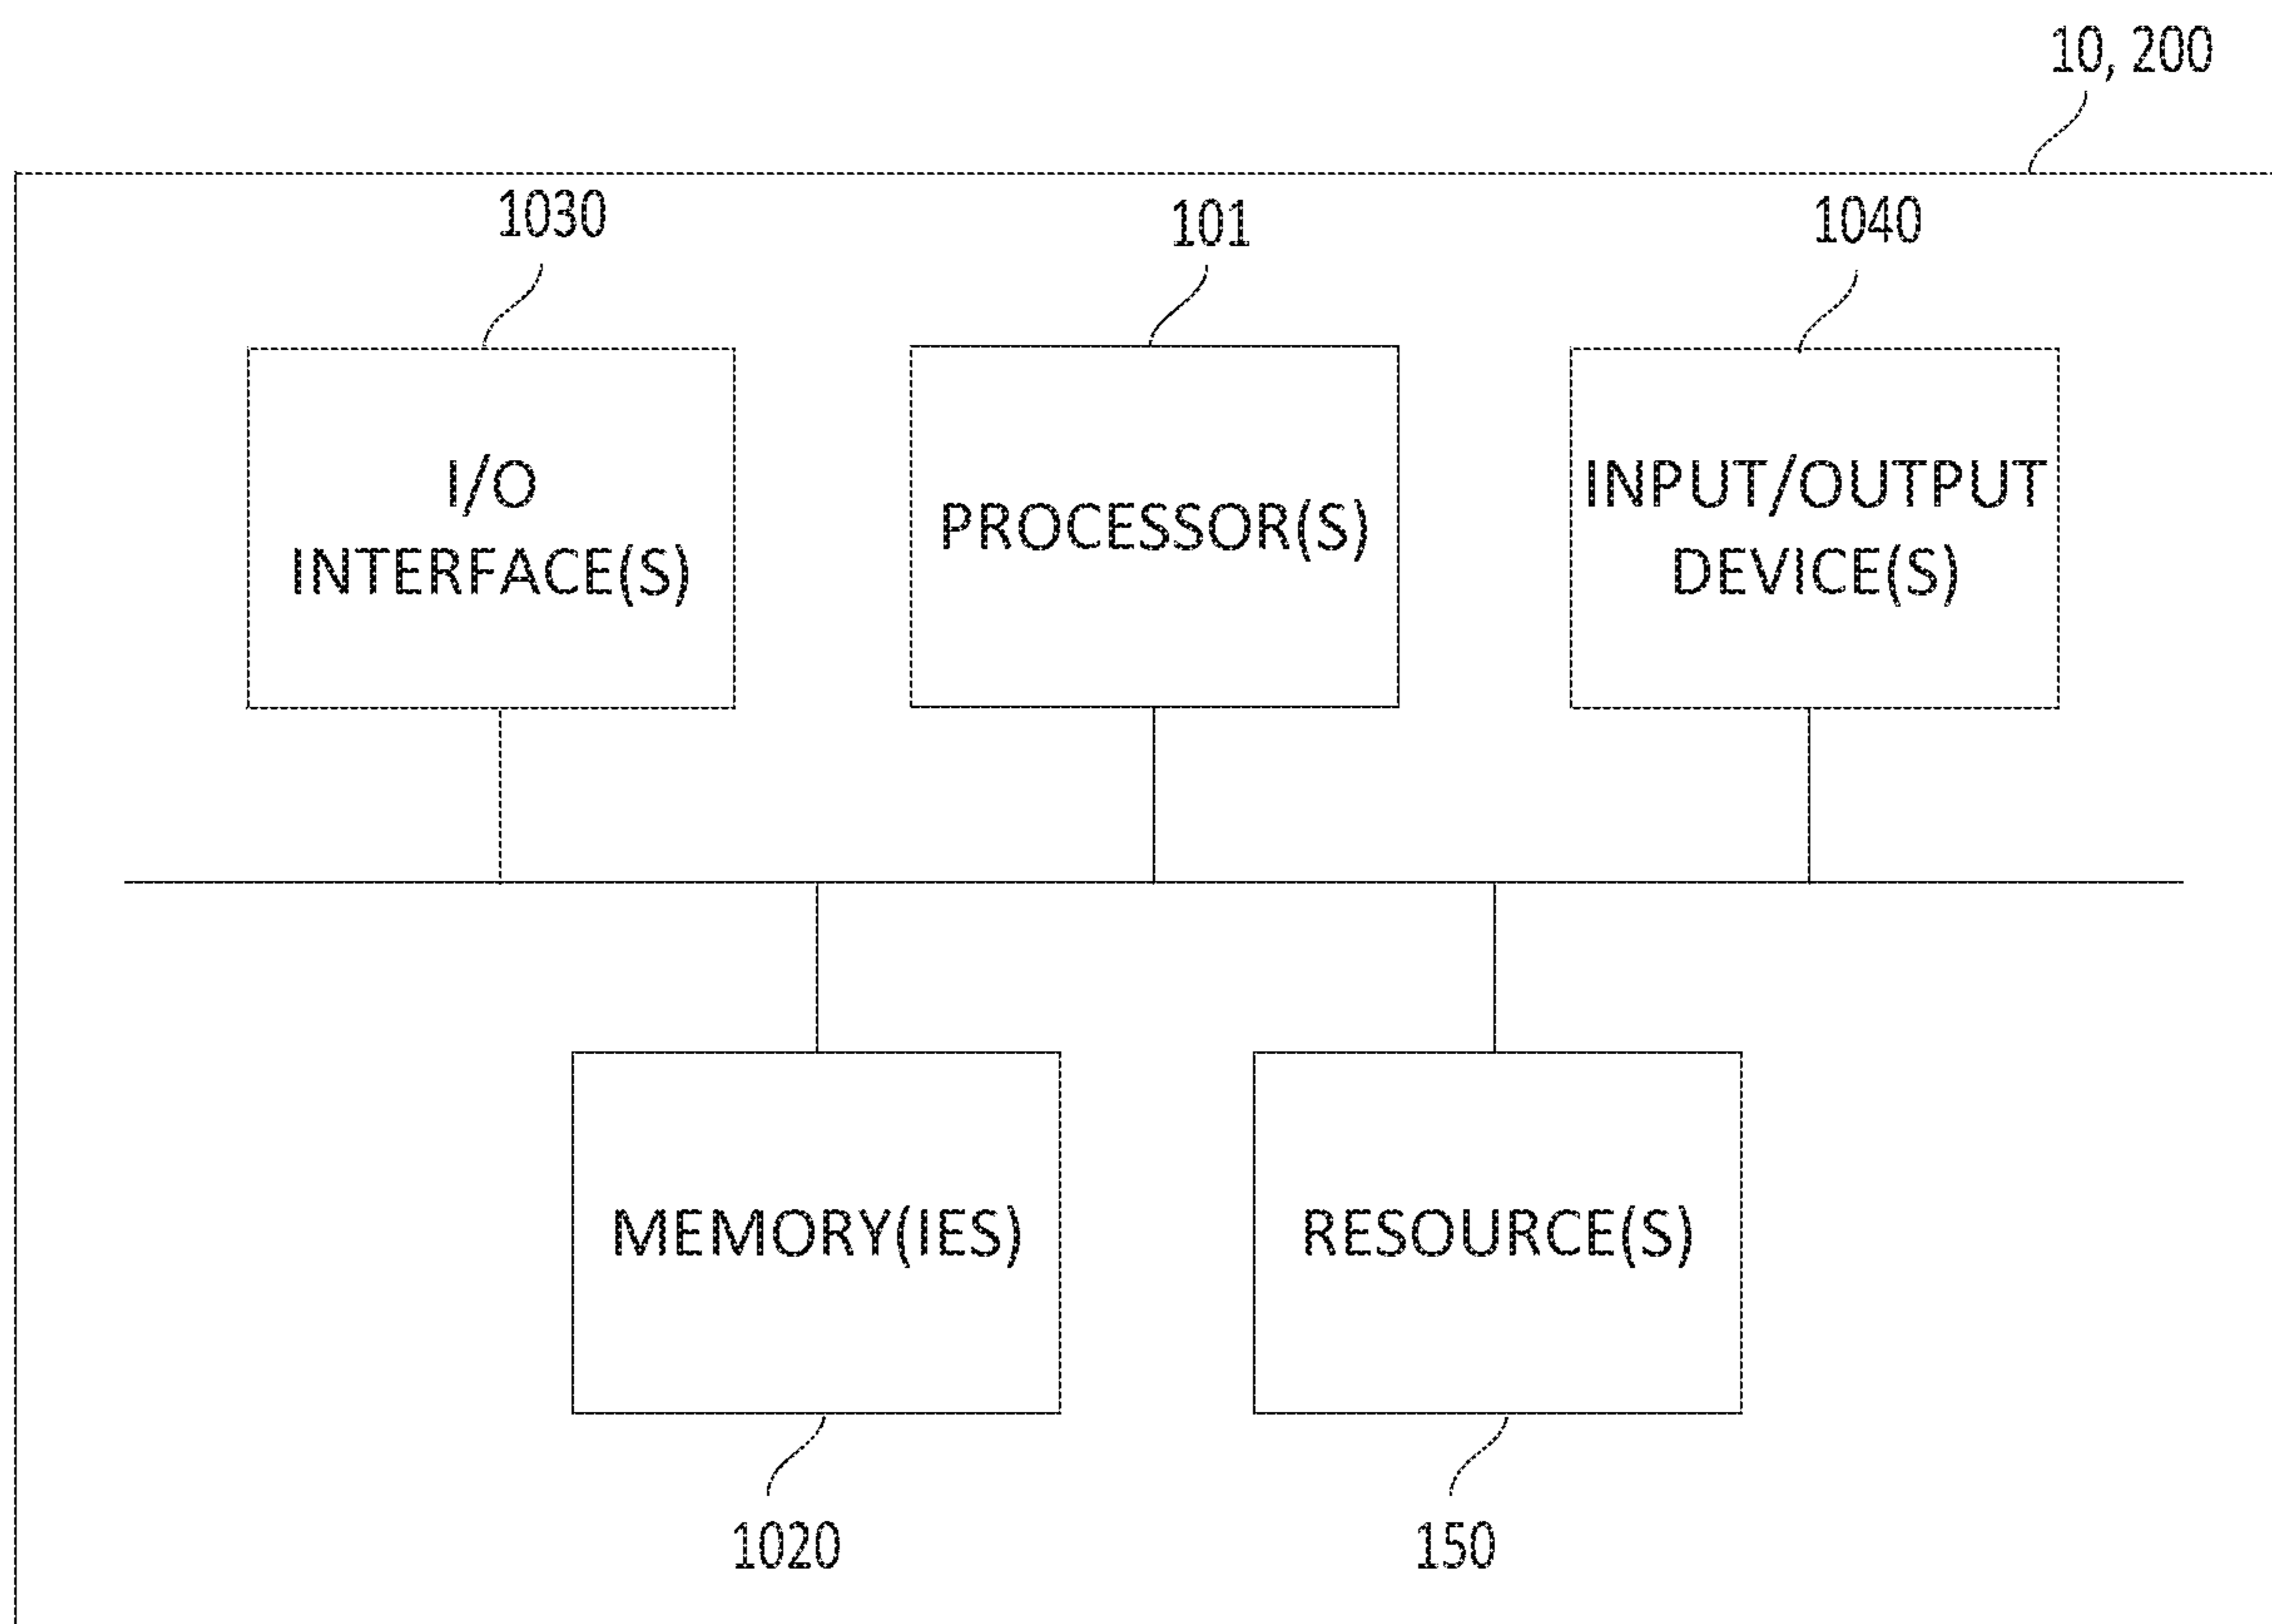 10, 200
1030
101
1040
I/O
INTERFACE(S)
PROCESSOR(S)
INPUT/OUTPUT
DEVICE(S)
MEMORY(IES)
RESOURCE(S)
1020
150